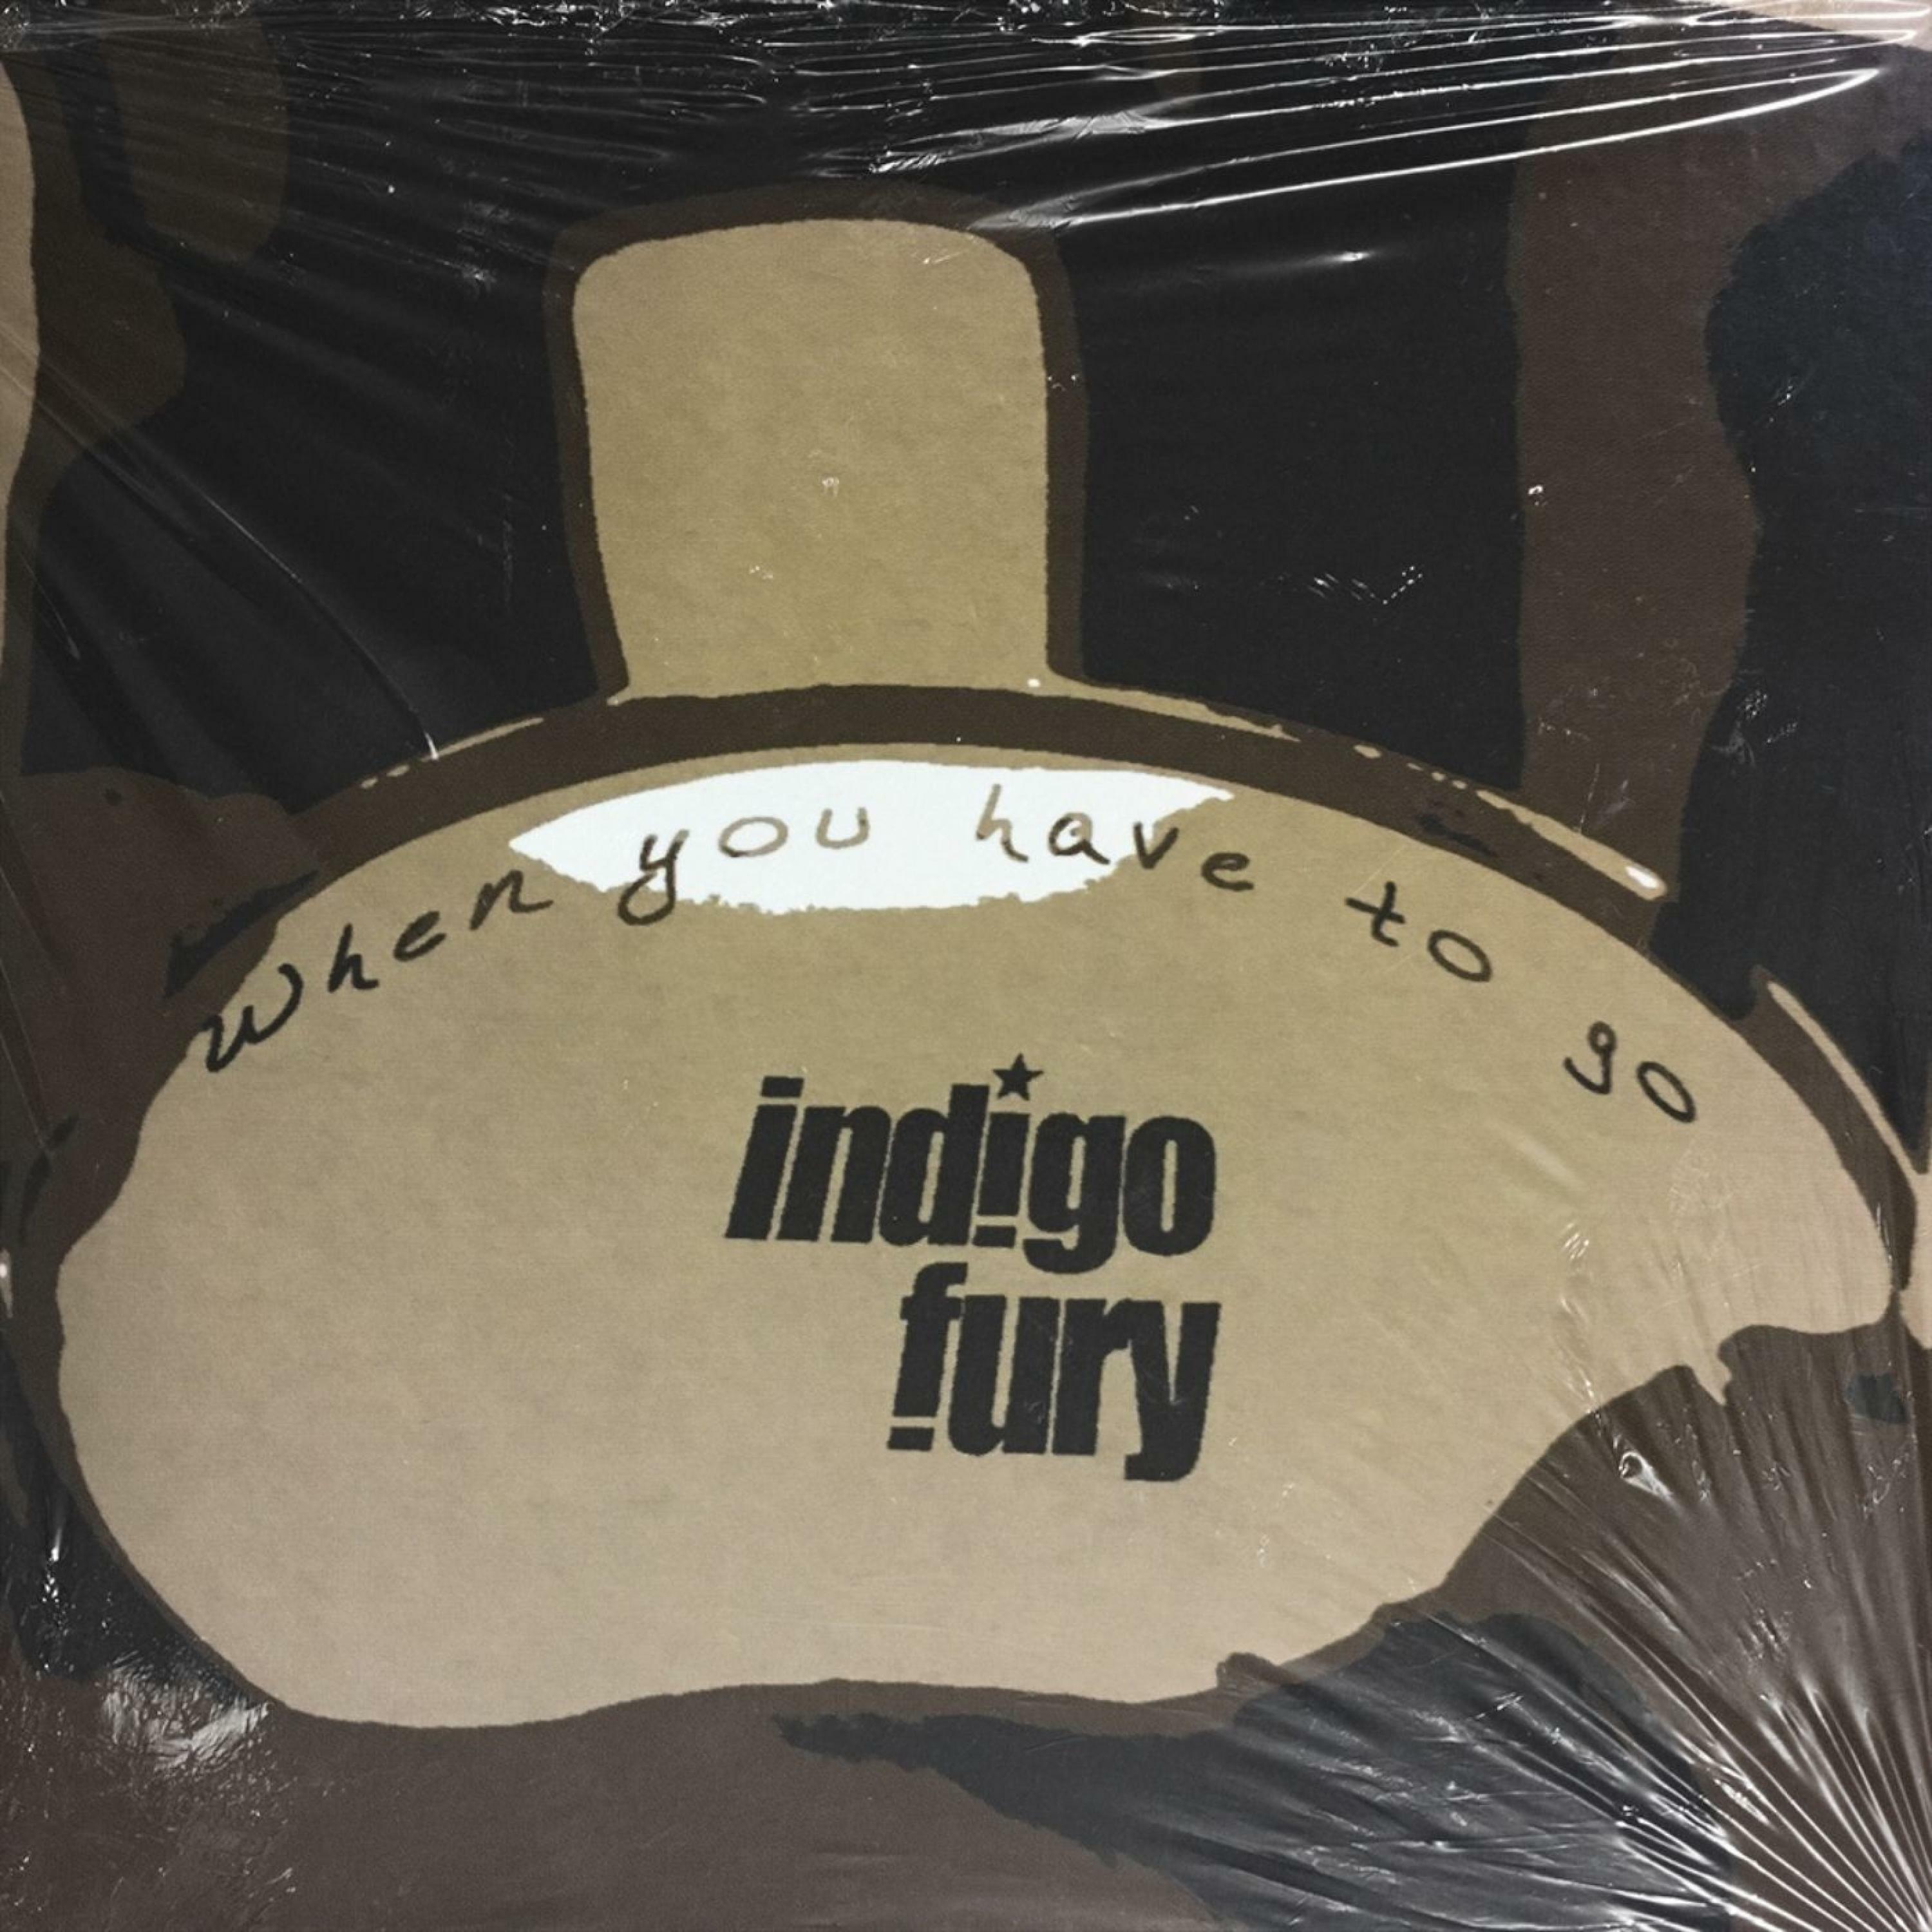 when you have to go
indigo
fury